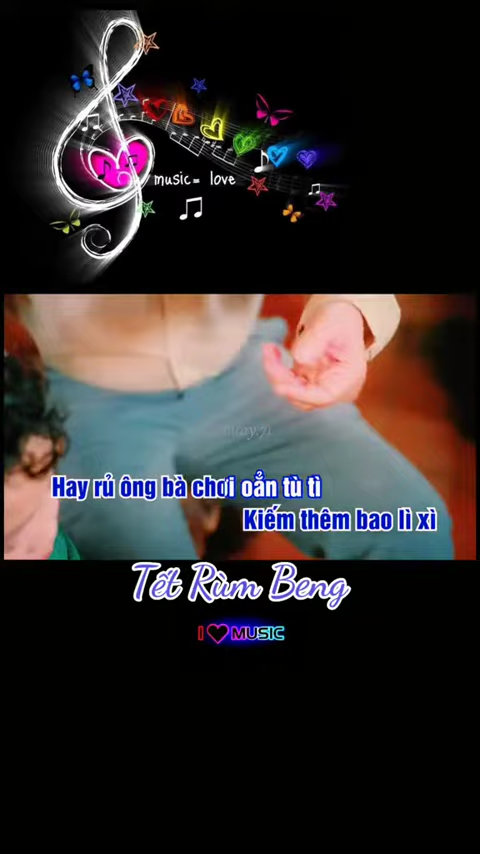 music= love
Hay rủ ông bà chơi oẳn tù tì
Kiếm thêm bao lì xì
Tết Rùm Beng
I MUSIC